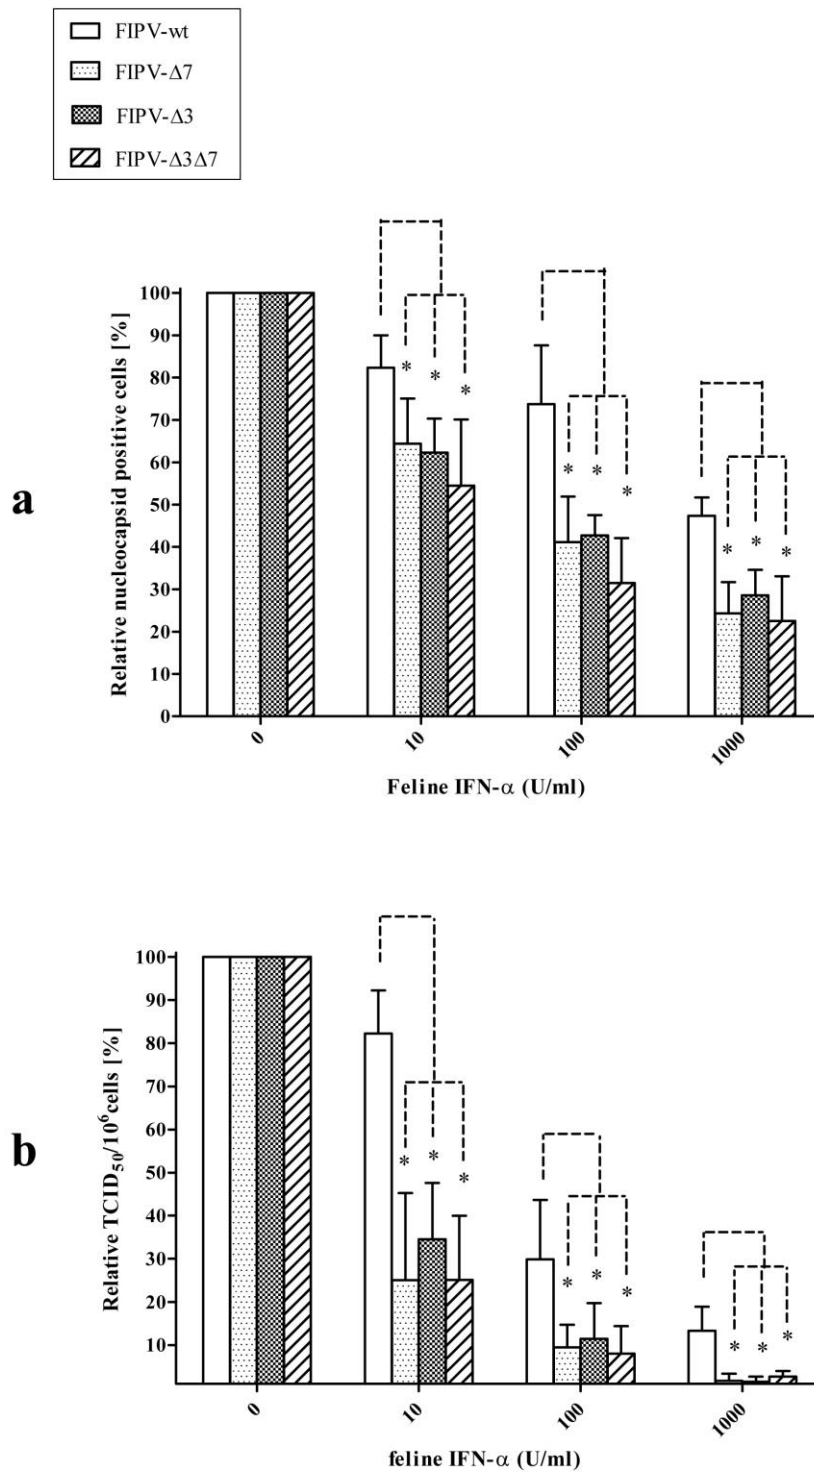 FIPV-wt
FIPV-Δ7
FIPV-Δ3
FIPV-Δ3Δ7
a
Relative nucleocapsid positive cells [%]
100
90
80
70
60
50
40
30
20
10
0
* * *
* * *
* * *
0 10 100 1000
Feline IFN-α (U/ml)
b
Relative TCID50/10^6 cells [%]
100
90
80
70
60
50
40
30
20
10
* * *
* * *
* * *
0 10 100 1000
feline IFN-α (U/ml)